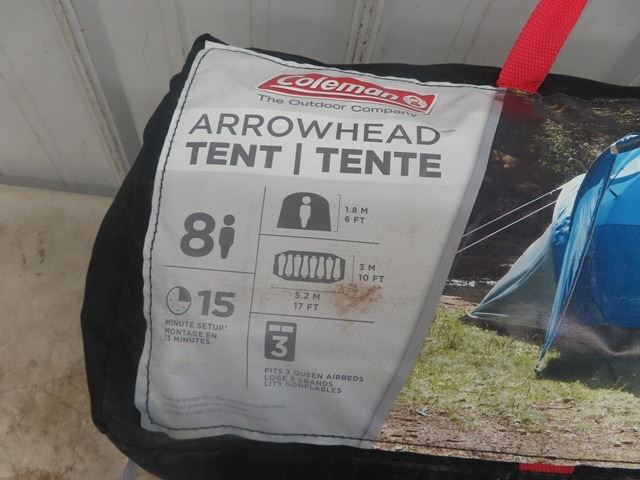 Coleman
The Outdoor Company
ARROWHEAD™
TENT | TENTE
8
1.8 M
6 FT
3 M
10 FT
5.2 M
17 FT
15
MINUTE SETUP*
MONTAGE EN
15 MINUTES
3
FITS 3 QUEEN AIRBEDS
LOGE 3 GRANDS
LITS GONFLABLES